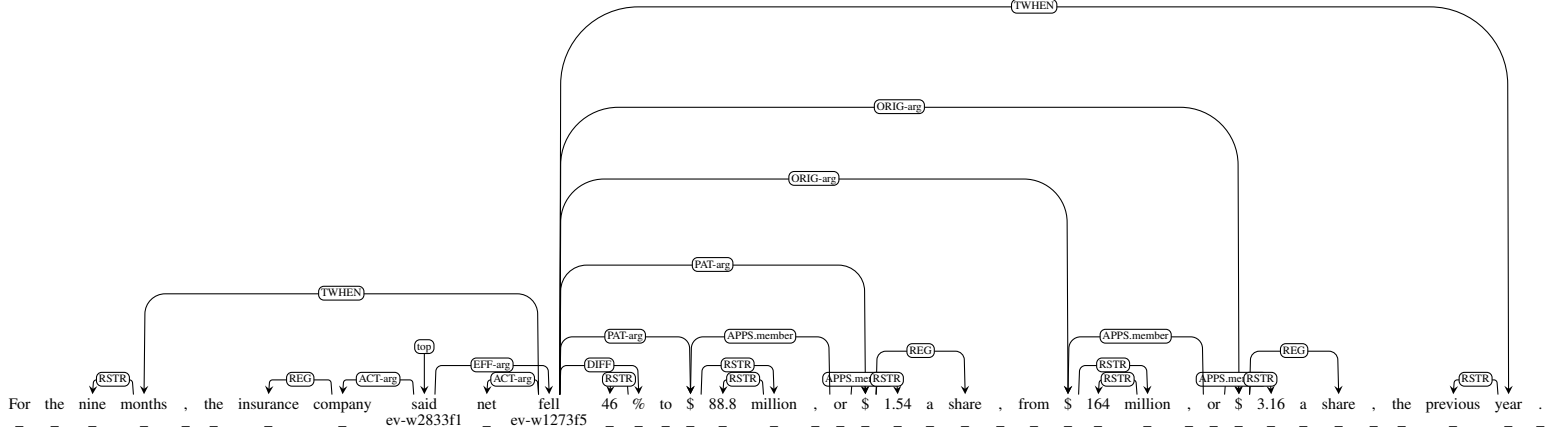 TWHEN
ORIG-arg
ORIG-arg
PAT-arg
TWHEN
PAT-arg APPS.member APPS.member
top REG REG
EFF-arg DIFF RSTR RSTR
RSTR REG ACT-arg ACT-arg RSTR RSTR RSTR RSTR RSTR RSTR
For the nine months , the insurance company said net fell 46 % to $ 88.8 million , or $ 1.54 a share , from $ 164 million , or $ 3.16 a share , the previous year .
_ _ _ _ _ _ _ _ ev-w2833f1 _ ev-w1273f5 _ _ _ _ _ _ _ _ _ _ _ _ _ _ _ _ _ _ _ _ _ _ _ _ _ _ _